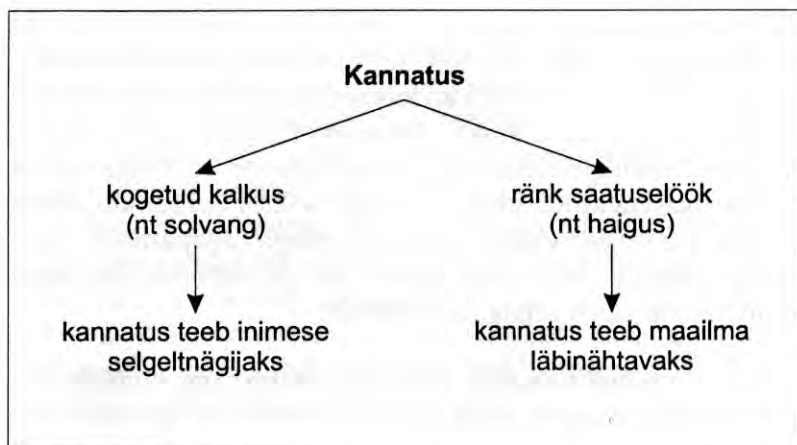 Kannatus
kogetud kalkus
(nt solvang)
ränk saatuselöök
(nt haigus)
kannatus teeb inimese
selgeltnägijaks
kannatus teeb maailma
läbinähtavaks